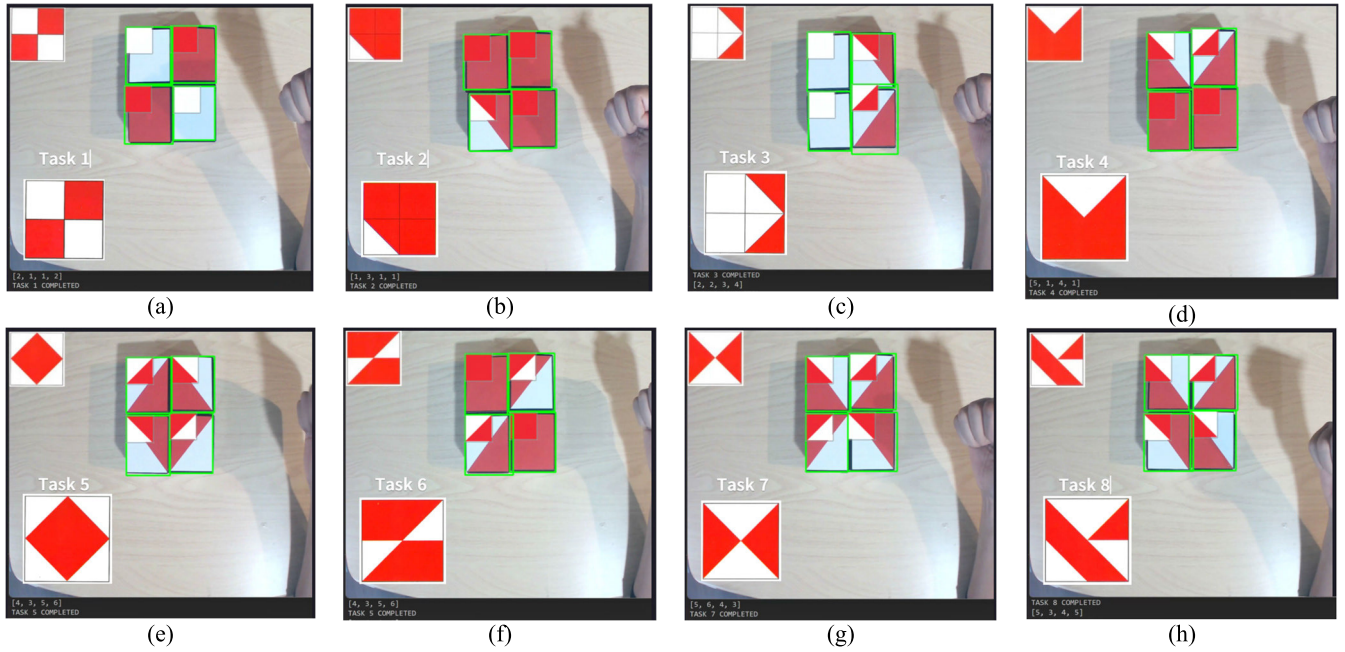 Task 1
[2, 1, 1, 2]
TASK 1 COMPLETED
(a)
Task 2
[1, 3, 1, 1]
TASK 2 COMPLETED
(b)
Task 3
TASK 3 COMPLETED
[2, 2, 3, 4]
(c)
Task 4
[5, 1, 4, 1]
TASK 4 COMPLETED
(d)
Task 5
[4, 3, 5, 6]
TASK 5 COMPLETED
(e)
Task 6
[4, 3, 5, 6]
TASK 5 COMPLETED
(f)
Task 7
[5, 6, 4, 3]
TASK 7 COMPLETED
(g)
Task 8
TASK 8 COMPLETED
[5, 3, 4, 5]
(h)